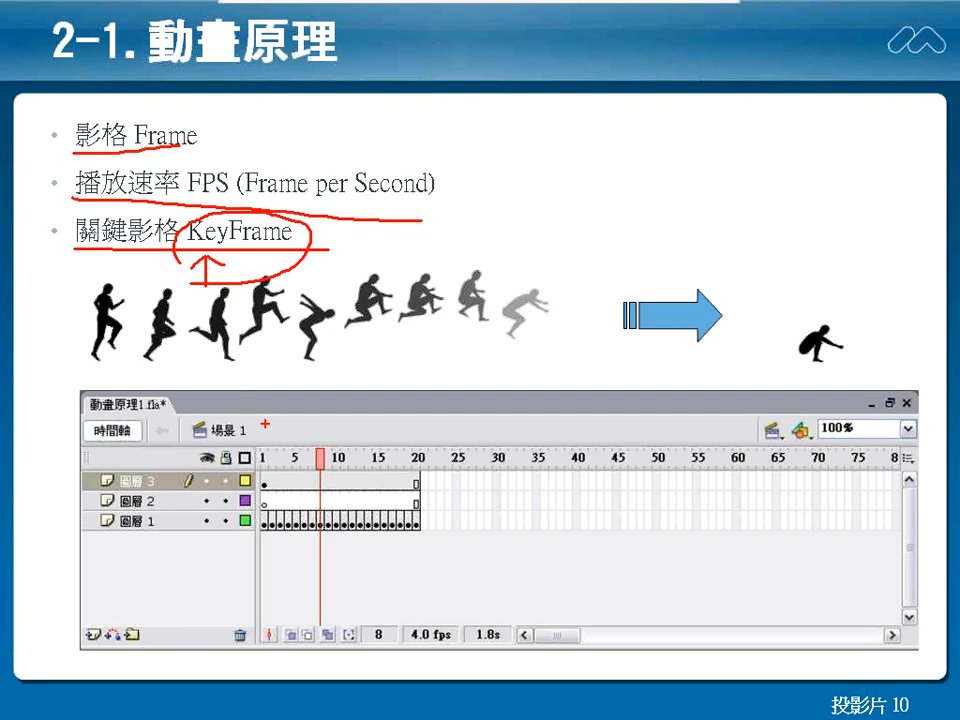 2-1.動畫原理
• 影格 Frame
• 播放速率 FPS (Frame per Second)
• 關鍵影格 KeyFrame
動畫原理1.fla*
時間軸 場景 1 100%
1 5 10 15 20 25 30 35 40 45 50 55 60 65 70 75 8
圖層 3
圖層 2
圖層 1
8 4.0 fps 1.8s
投影片 10